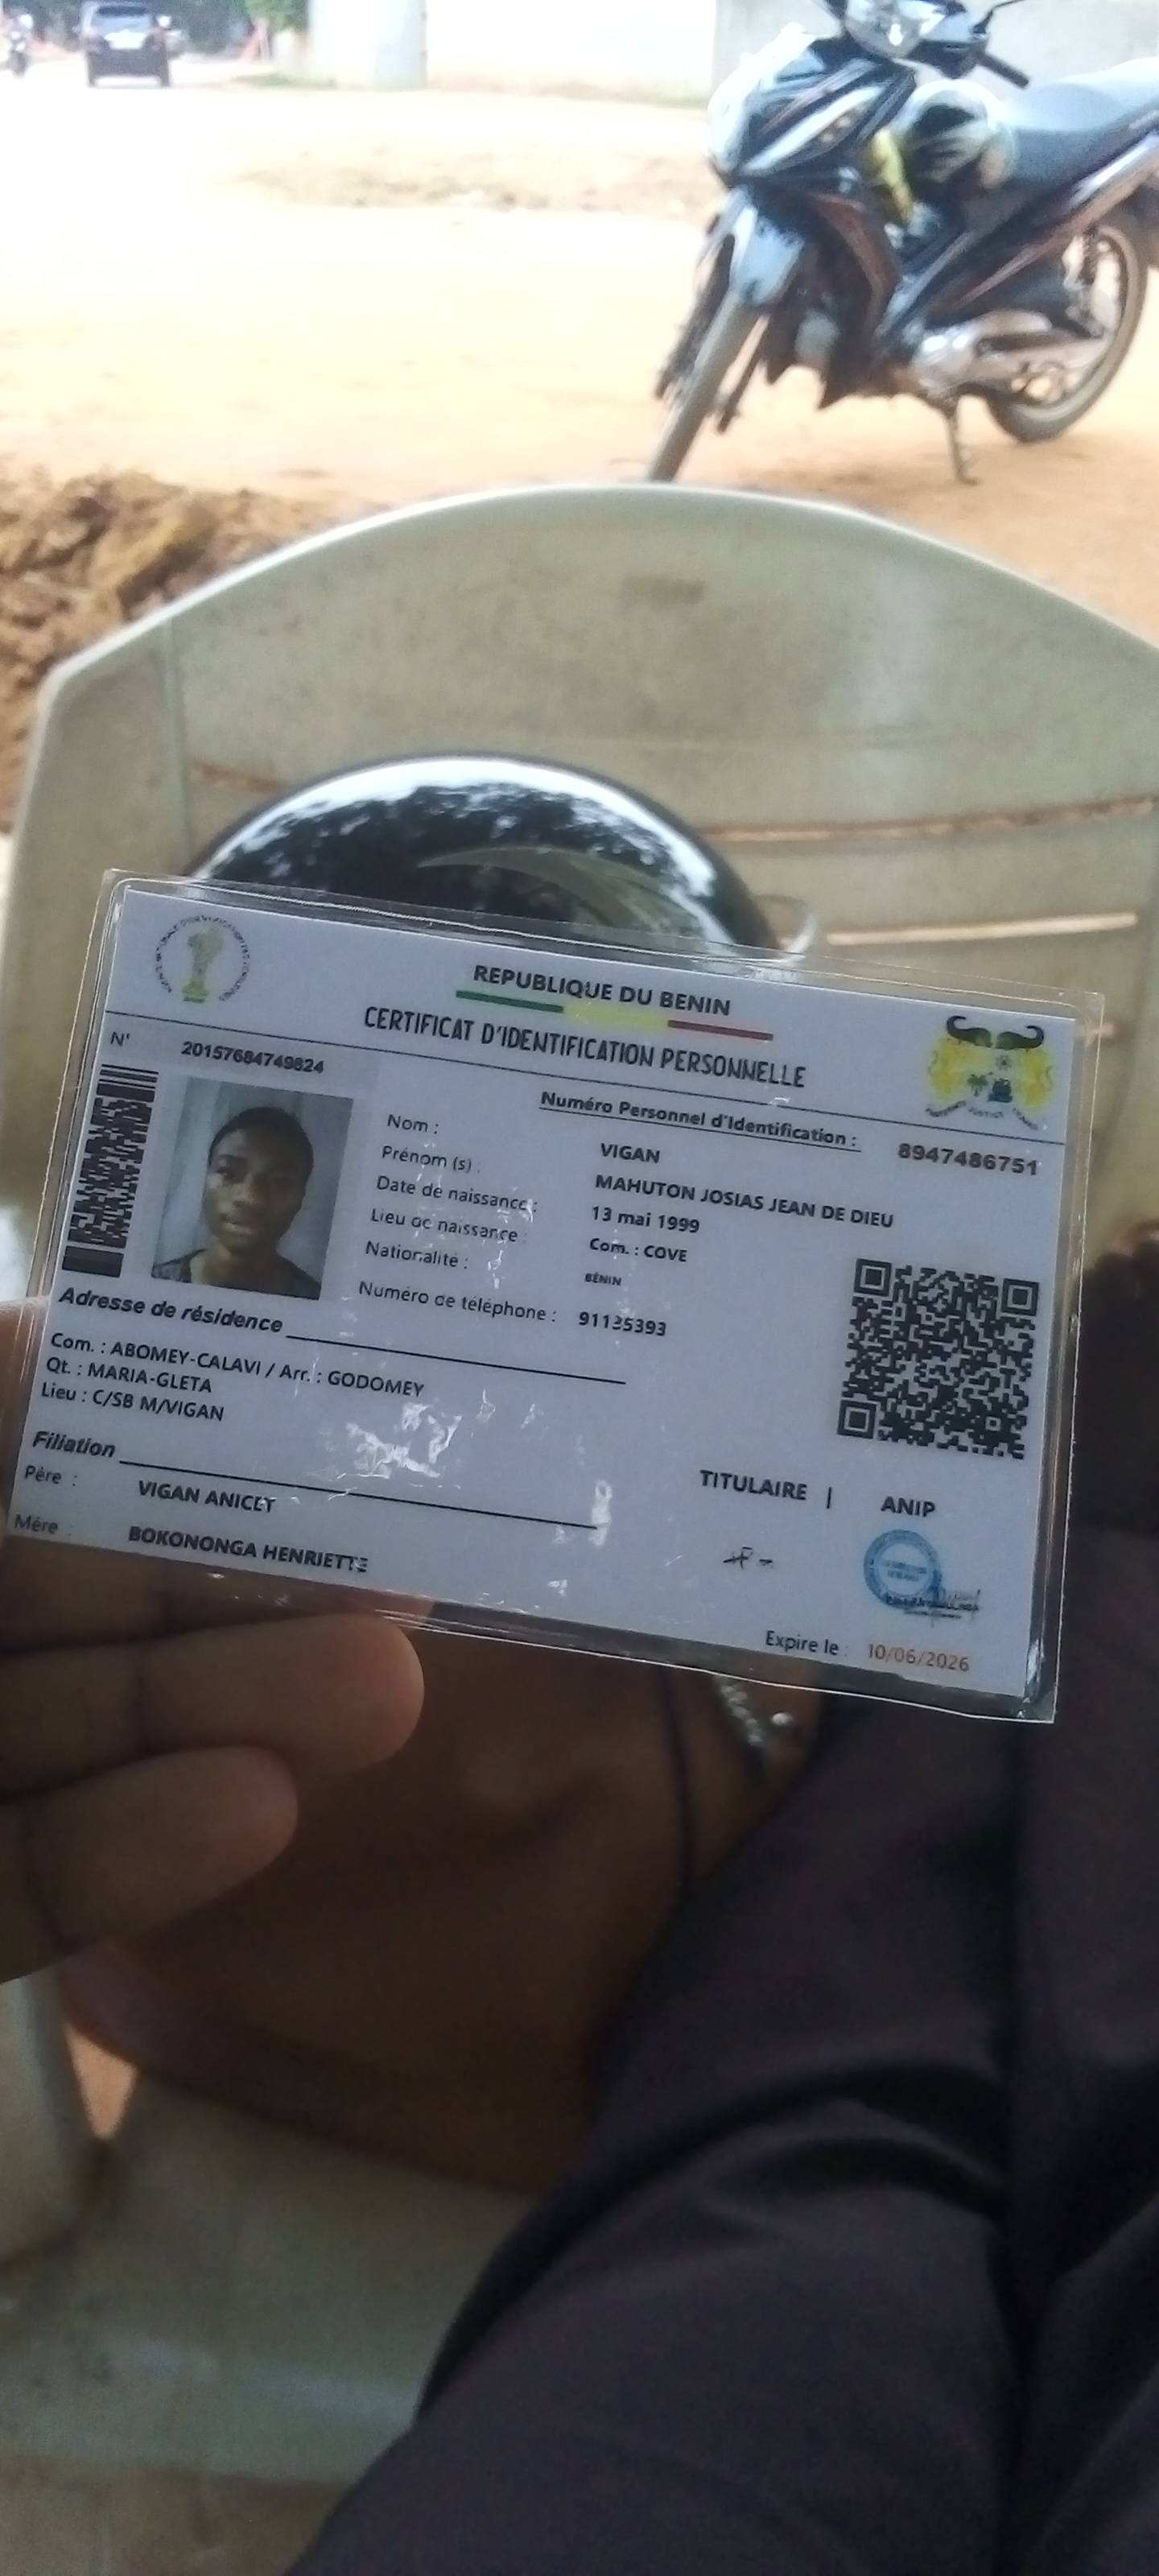 REPUBLIQUE DU BENIN
CERTIFICAT D'IDENTIFICATION PERSONNELLE
N° 20157684749824
Numéro Personnel d'Identification : 8947486751
Nom : VIGAN
Prénom (s) : MAHUTON JOSIAS JEAN DE DIEU
Date de naissance : 13 mai 1999
Lieu de naissance : Com. : COVE
Nationalité : BÉNIN
Numéro de téléphone : 91135393
Adresse de résidence
Com. : ABOMEY-CALAVI / Arr. : GODOMEY
Qt. : MARIA-GLETA
Lieu : C/SB M/VIGAN
Filiation
Père : VIGAN ANICET
Mère : BOKONONGA HENRIETTE
TITULAIRE | ANIP
Expire le : 10/06/2026